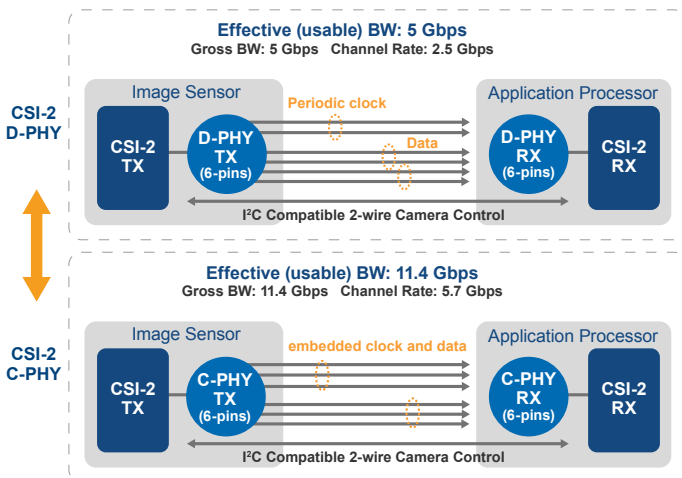 Effective (usable) BW: 5 Gbps
Gross BW: 5 Gbps Channel Rate: 2.5 Gbps
CSI-2
D-PHY
Image Sensor
Application Processor
CSI-2
TX
D-PHY
TX
(6-pins)
Periodic clock
Data
D-PHY
RX
(6-pins)
CSI-2
RX
I²C Compatible 2-wire Camera Control
Effective (usable) BW: 11.4 Gbps
Gross BW: 11.4 Gbps Channel Rate: 5.7 Gbps
CSI-2
C-PHY
Image Sensor
Application Processor
CSI-2
TX
C-PHY
TX
(6-pins)
embedded clock and data
C-PHY
RX
(6-pins)
CSI-2
RX
I²C Compatible 2-wire Camera Control